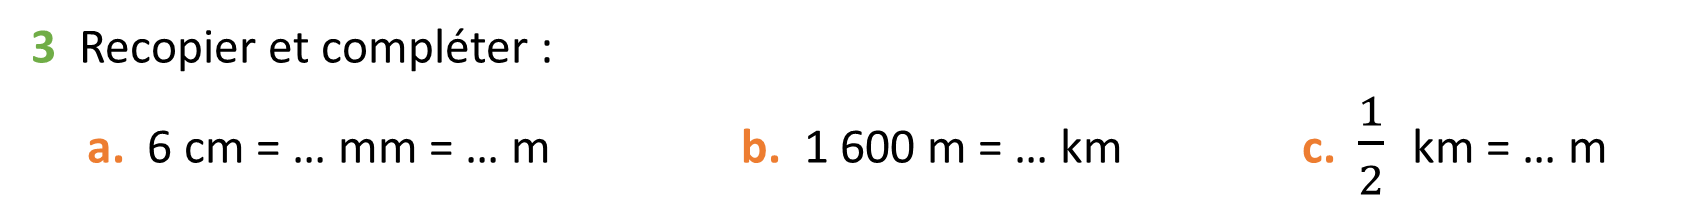 3 Recopier et compléter :
a. 6 cm = ... mm = ... m b. 1 600 m = ... km c. 1/2 km = ... m